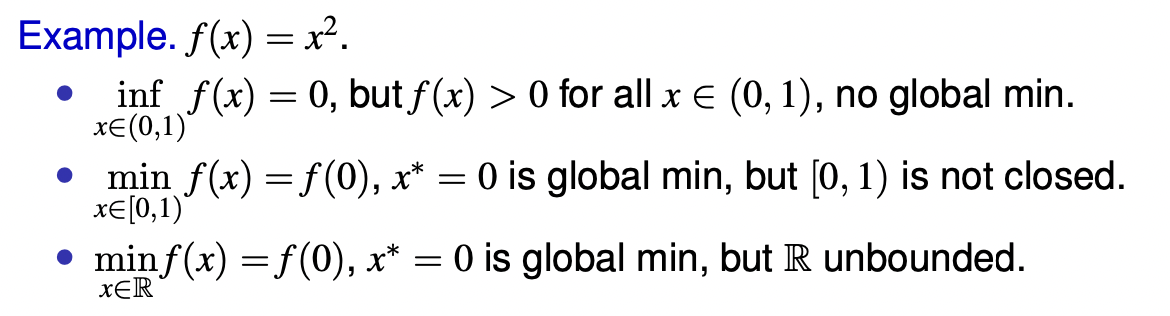 Example. f(x) = x².
• inf f(x) = 0, but f(x) > 0 for all x ∈ (0, 1), no global min.
x∈(0,1)
• min f(x) = f(0), x* = 0 is global min, but [0, 1) is not closed.
x∈[0,1)
• min f(x) = f(0), x* = 0 is global min, but ℝ unbounded.
x∈ℝ